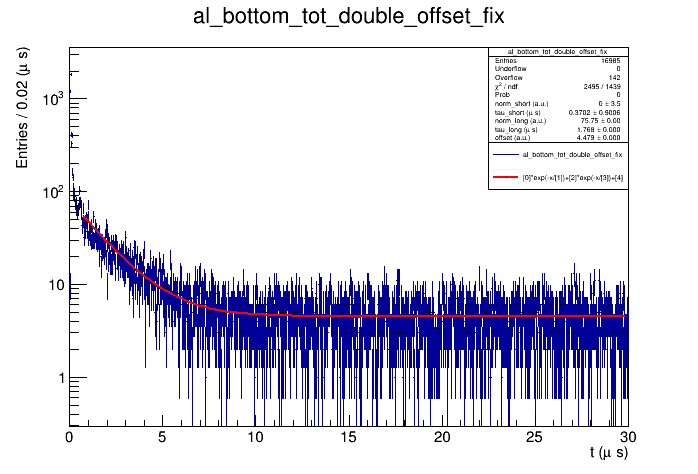 al_bottom_tot_double_offset_fix
Entries / 0.02 (μ s)
al_bottom_tot_double_offset_fix
Entries 16985
Underflow 0
Overflow 142
χ² / ndf 2495 / 1439
Prob 0
norm_short (a.u.) 0 ± 3.5
tau_short (μ s) 0.3702 ± 0.9006
norm_long (a.u.) 75.75 ± 0.00
tau_long (μ s) 1.768 ± 0.000
offset (a.u.) 4.479 ± 0.000
al_bottom_tot_double_offset_fix
[0]*exp(-x/[1])+[2]*exp(-x/[3])+[4]
10³
10²
10
1
0 5 10 15 20 25 30
t (μ s)